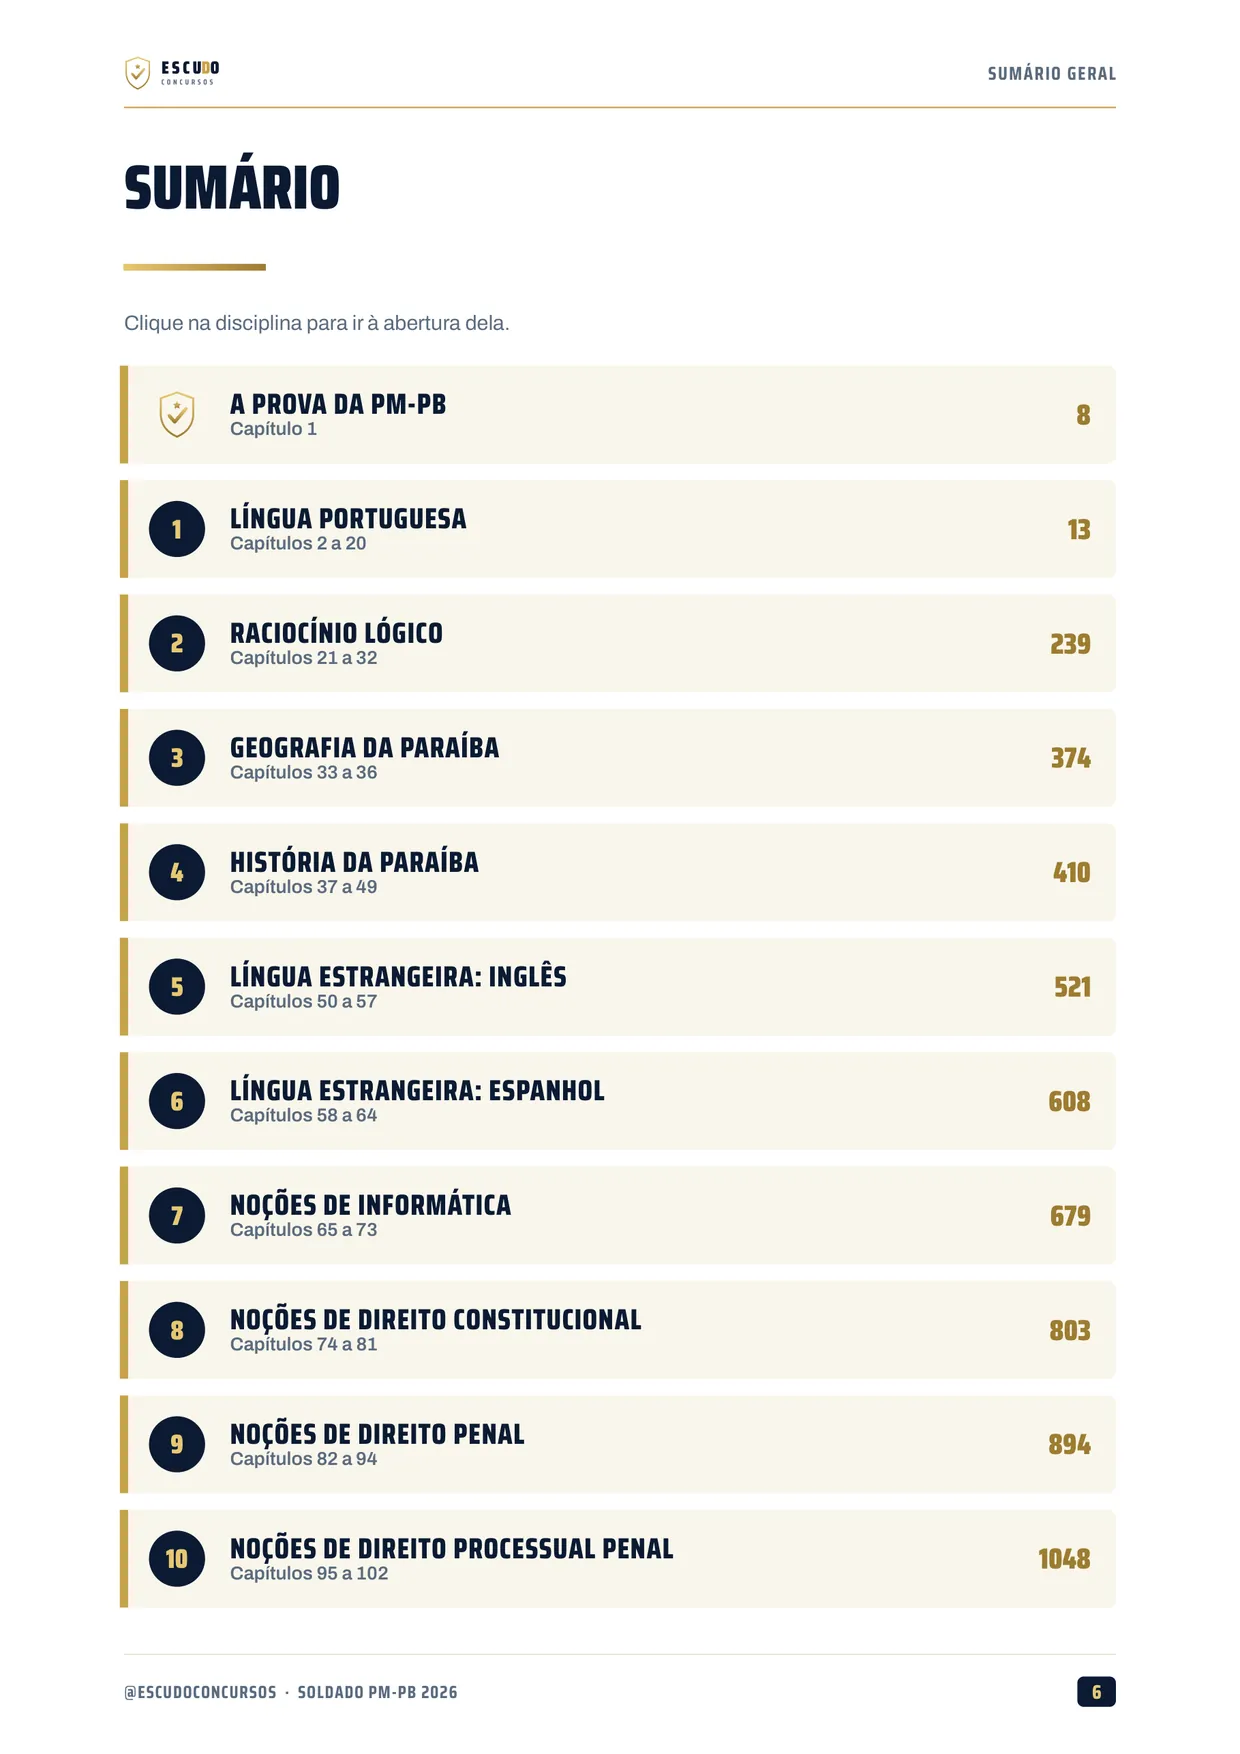 ESCUDO
CONCURSOS
SUMÁRIO GERAL
SUMÁRIO
Clique na disciplina para ir à abertura dela.
A PROVA DA PM-PB
Capítulo 1
8
1
LÍNGUA PORTUGUESA
Capítulos 2 a 20
13
2
RACIOCÍNIO LÓGICO
Capítulos 21 a 32
239
3
GEOGRAFIA DA PARAÍBA
Capítulos 33 a 36
374
4
HISTÓRIA DA PARAÍBA
Capítulos 37 a 49
410
5
LÍNGUA ESTRANGEIRA: INGLÊS
Capítulos 50 a 57
521
6
LÍNGUA ESTRANGEIRA: ESPANHOL
Capítulos 58 a 64
608
7
NOÇÕES DE INFORMÁTICA
Capítulos 65 a 73
679
8
NOÇÕES DE DIREITO CONSTITUCIONAL
Capítulos 74 a 81
803
9
NOÇÕES DE DIREITO PENAL
Capítulos 82 a 94
894
10
NOÇÕES DE DIREITO PROCESSUAL PENAL
Capítulos 95 a 102
1048
@ESCUDOCONCURSOS · SOLDADO PM-PB 2026
6